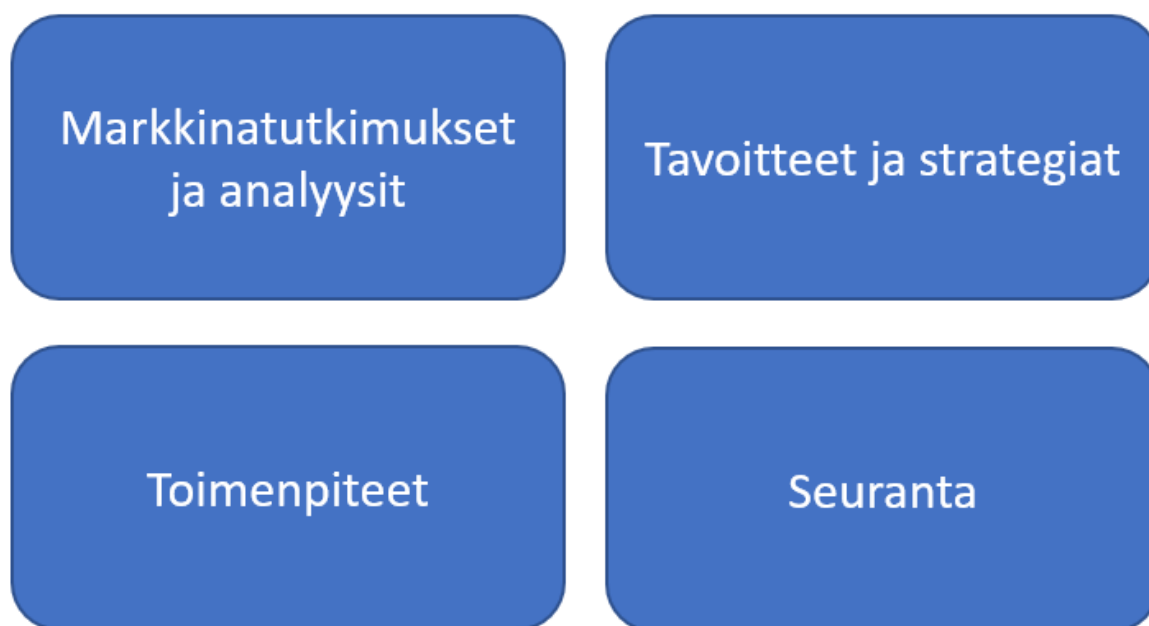 Markkinatutkimukset
ja analyysit
Tavoitteet ja strategiat
Toimenpiteet
Seuranta